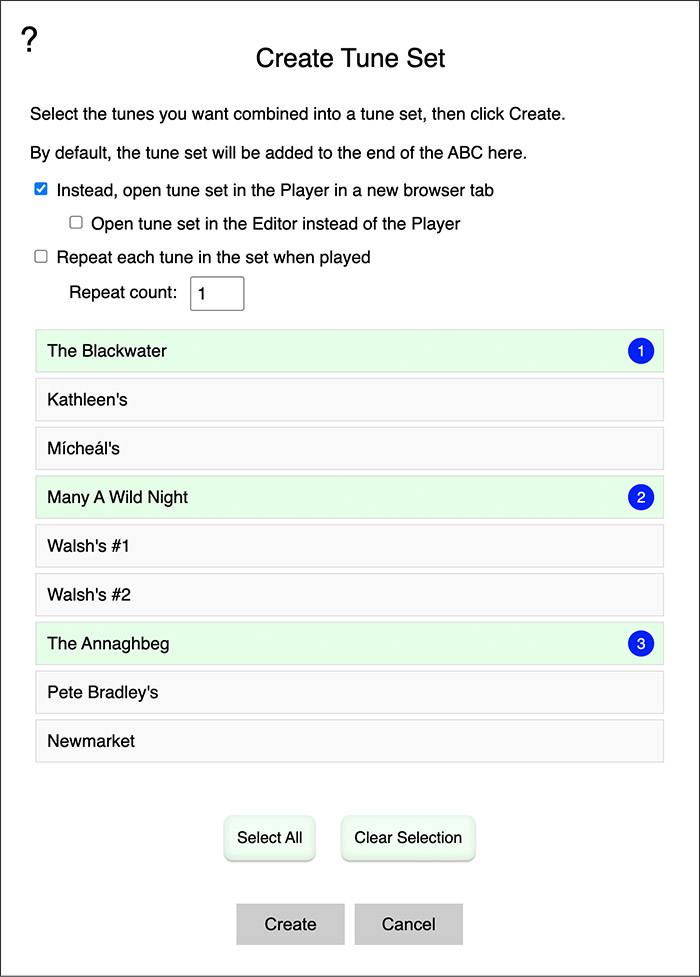 ?
Create Tune Set
Select the tunes you want combined into a tune set, then click Create.
By default, the tune set will be added to the end of the ABC here.
Instead, open tune set in the Player in a new browser tab
Open tune set in the Editor instead of the Player
Repeat each tune in the set when played
Repeat count: 1
The Blackwater 1
Kathleen's
Mícheál's
Many A Wild Night 2
Walsh's #1
Walsh's #2
The Annaghbeg 3
Pete Bradley's
Newmarket
Select All Clear Selection
Create Cancel